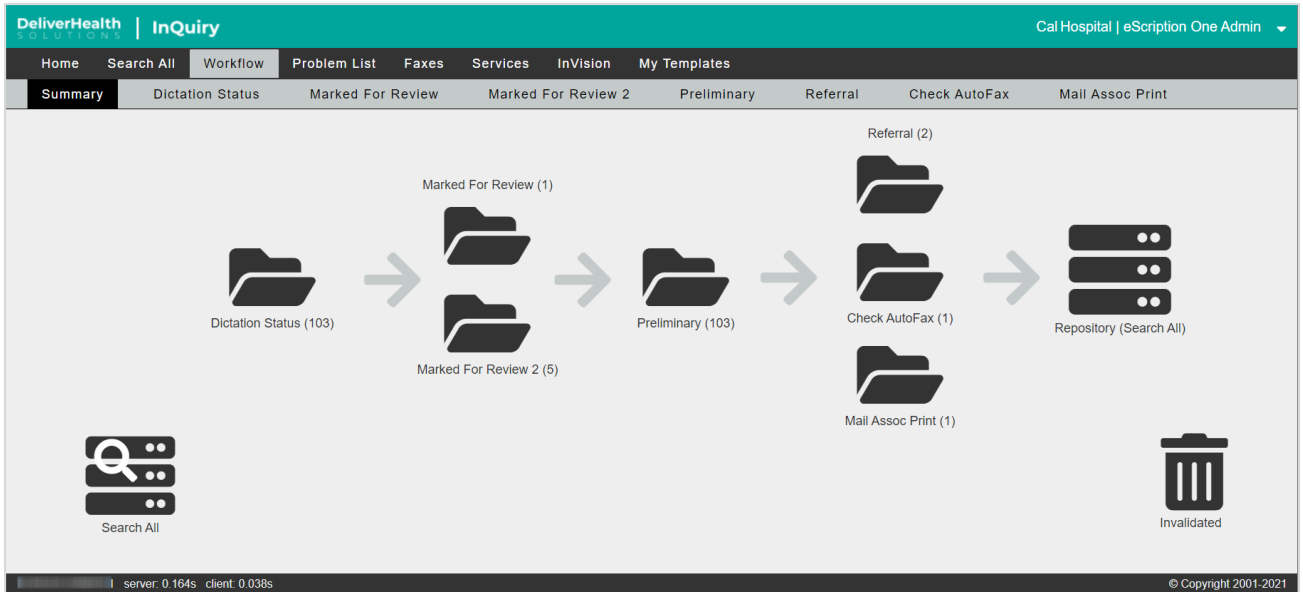 DeliverHealth | InQuiry
SOLUTIONS
Cal Hospital | eScription One Admin
Home Search All Workflow Problem List Faxes Services InVision My Templates
Summary Dictation Status Marked For Review Marked For Review 2 Preliminary Referral Check AutoFax Mail Assoc Print
Referral (2)
Marked For Review (1)
Dictation Status (103)
Marked For Review 2 (5)
Preliminary (103)
Check AutoFax (1)
Repository (Search All)
Mail Assoc Print (1)
Search All
Invalidated
server: 0.164s client: 0.038s
© Copyright 2001-2021